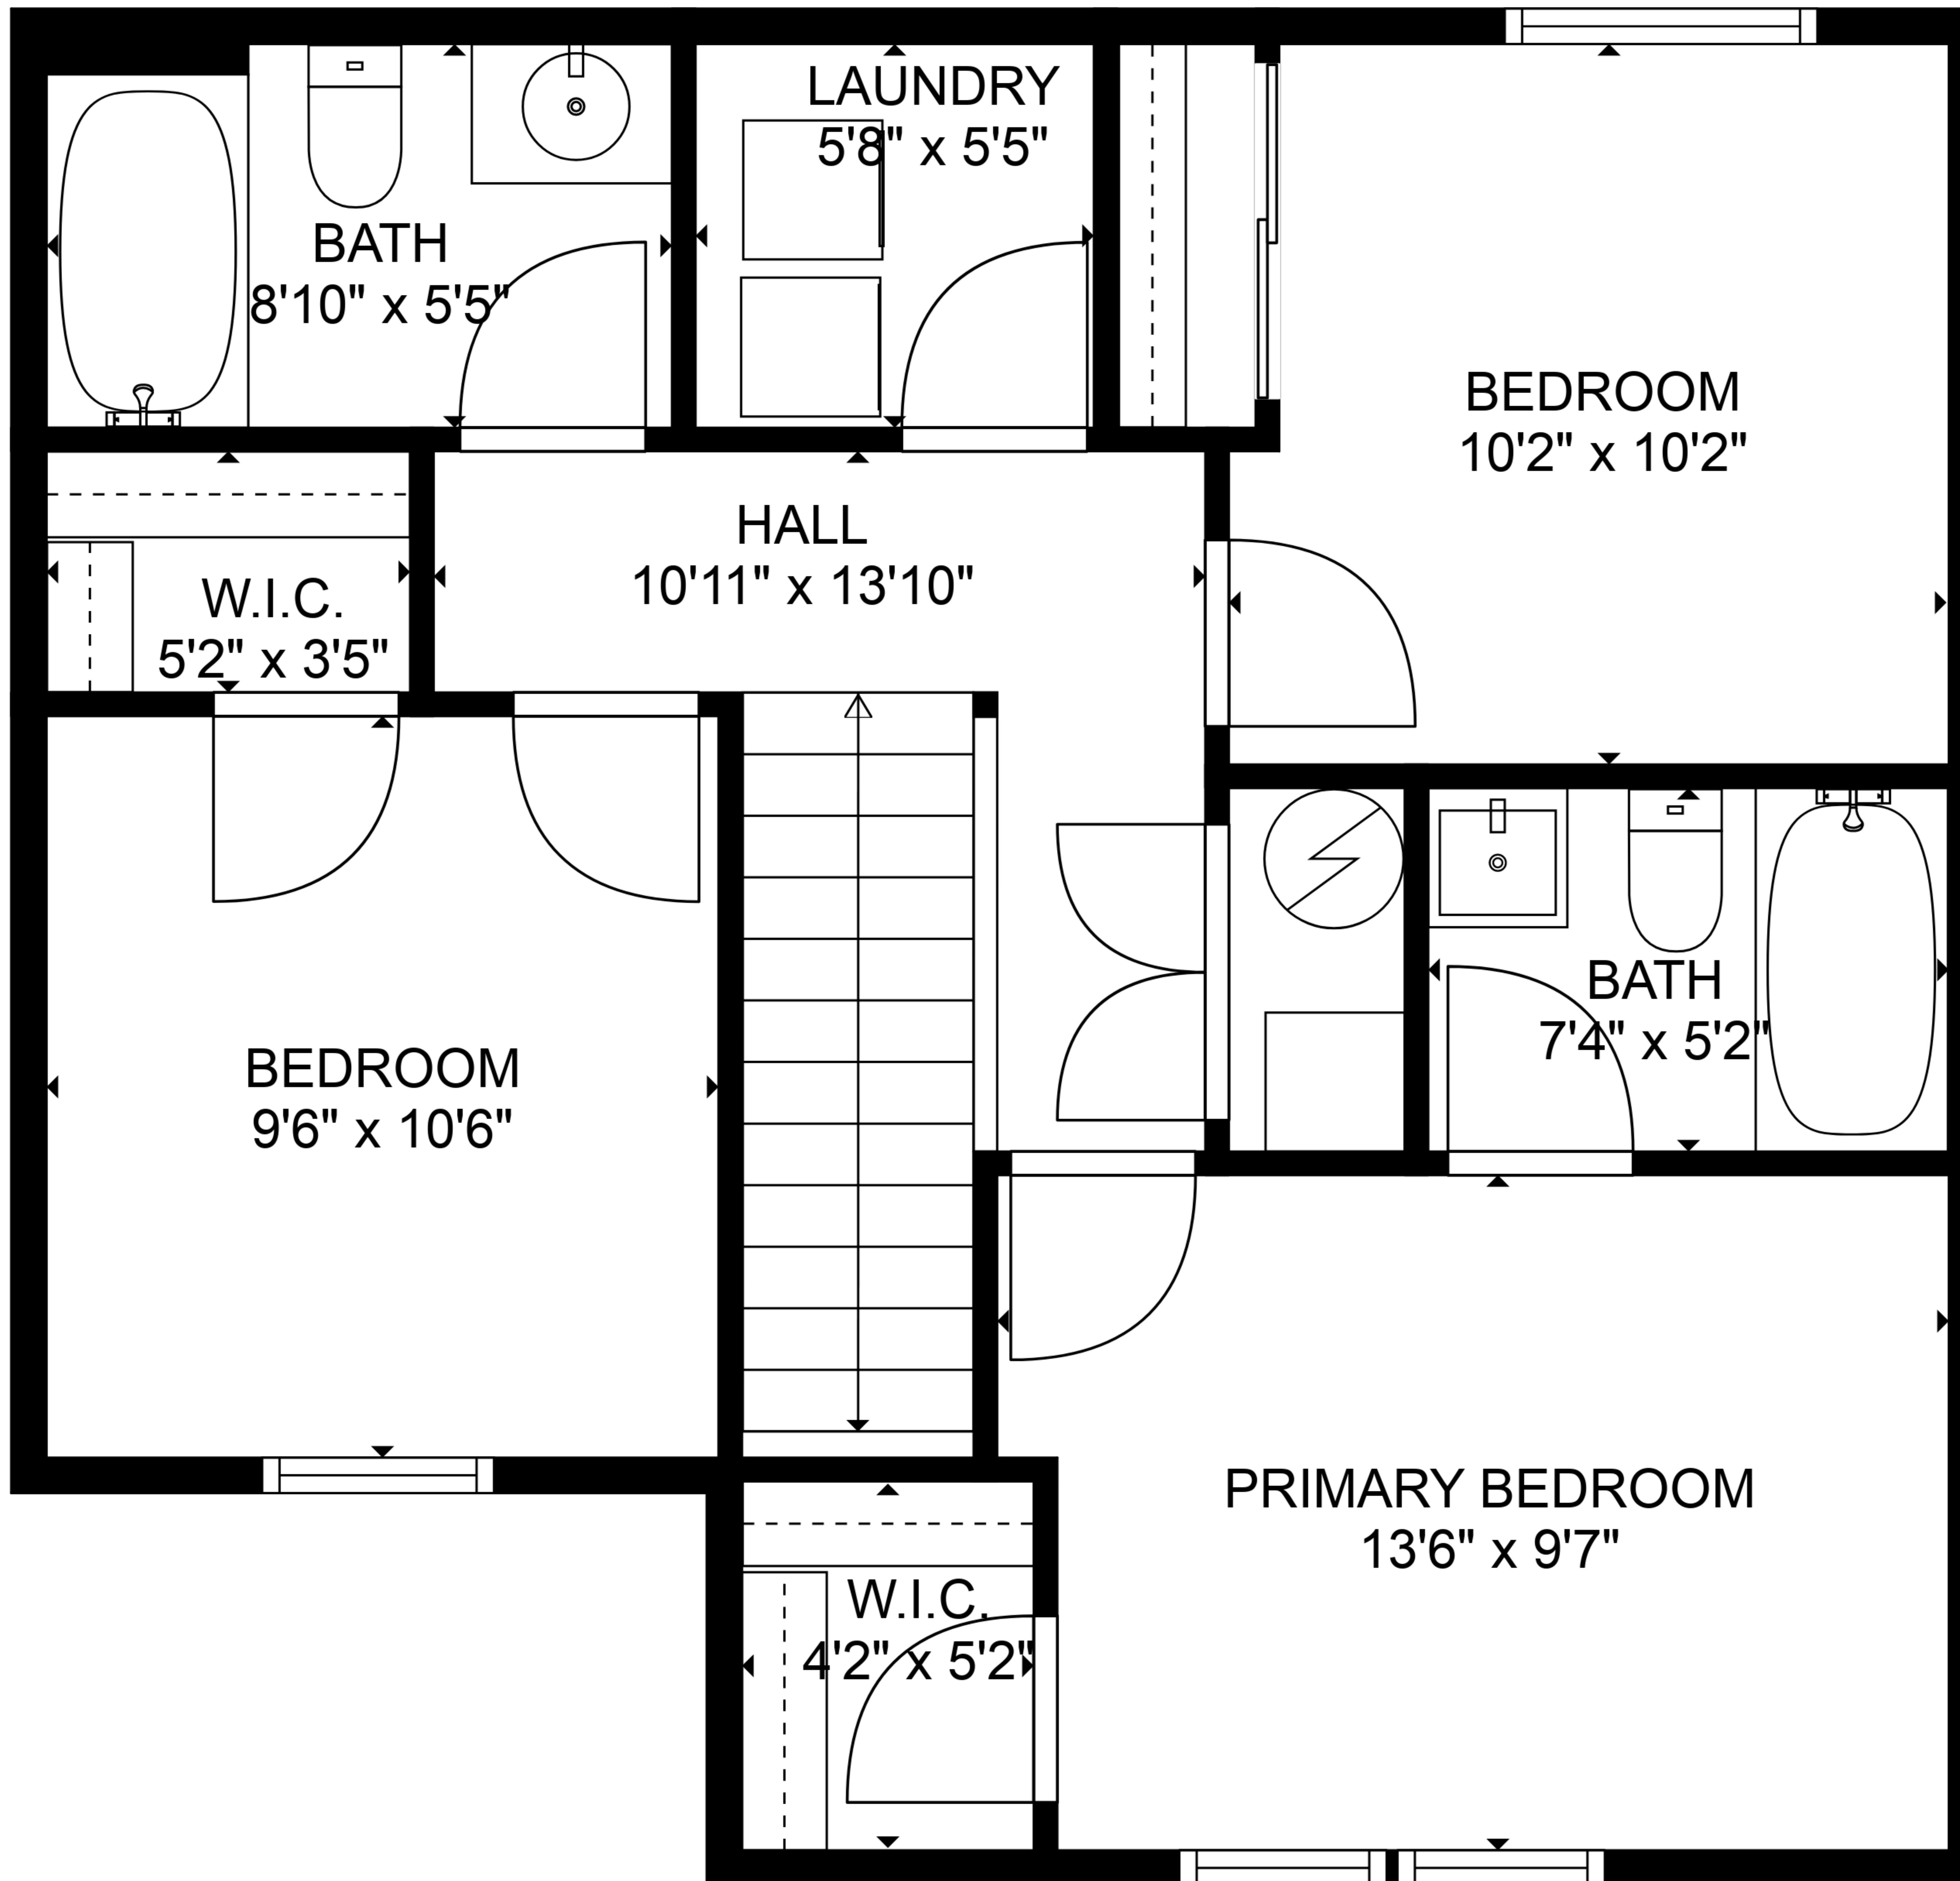 LAUNDRY
5'8" x 5'5"
BATH
8'10" x 5'5"
BEDROOM
10'2" x 10'2"
HALL
10'11" x 13'10"
W.I.C.
5'2" x 3'5"
BATH
7'4" x 5'2"
BEDROOM
9'6" x 10'6"
PRIMARY BEDROOM
13'6" x 9'7"
W.I.C.
4'2" x 5'2"